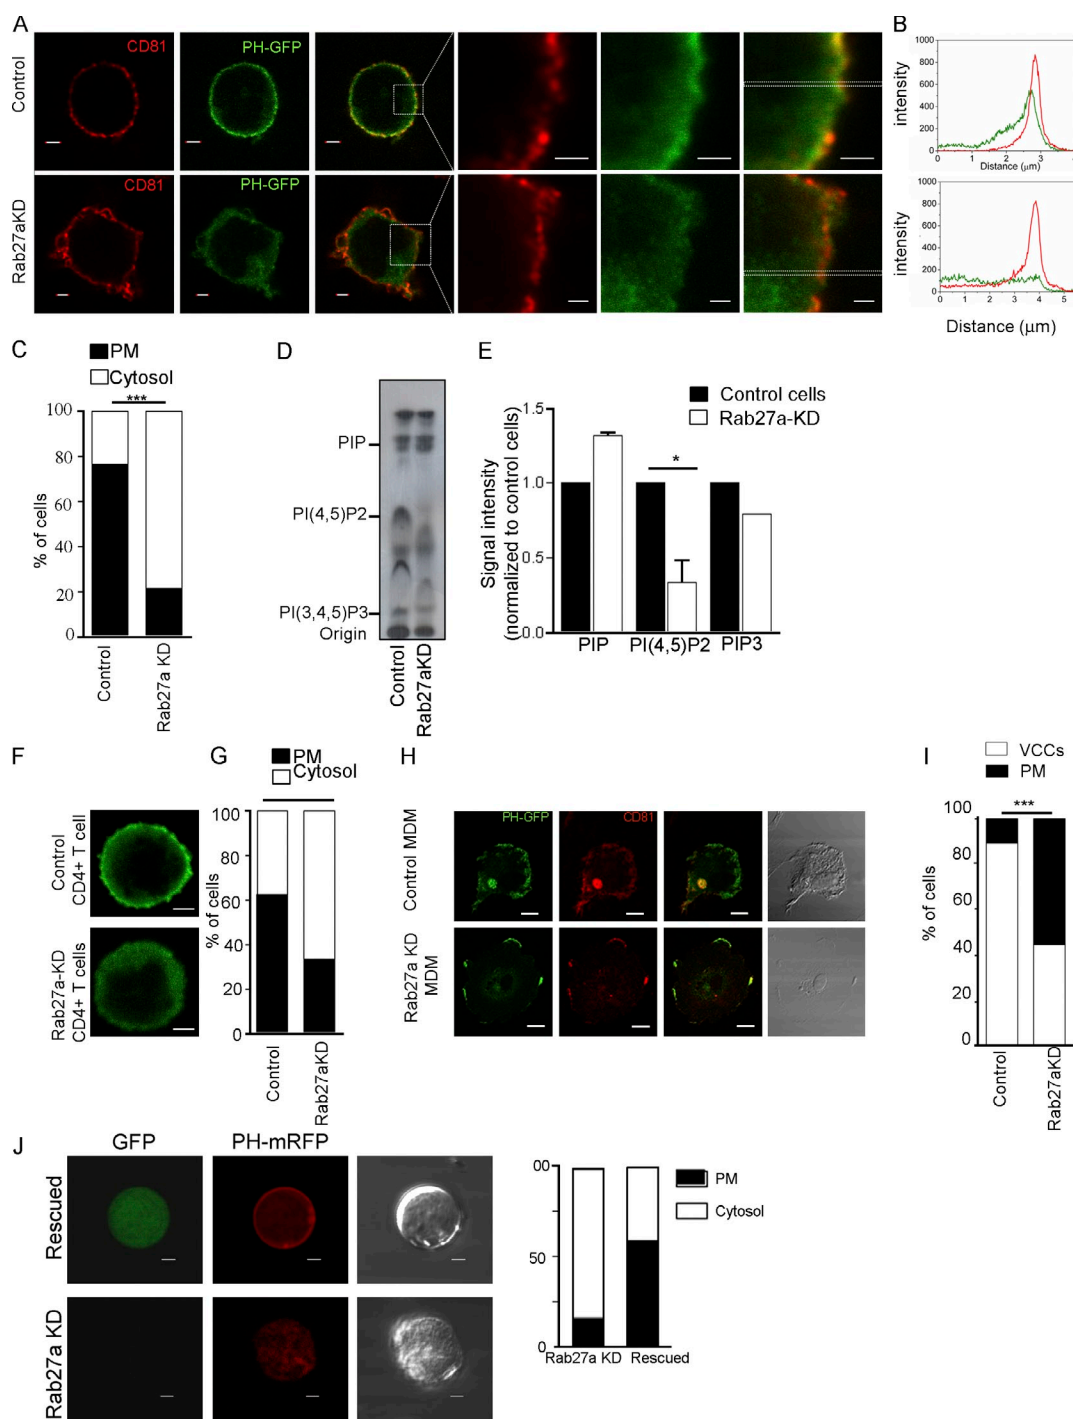 A
B
Control
CD81
PH-GFP
intensity
1000
800
600
400
200
0
0 1 2 3
Distance (µm)
Rab27aKD
CD81
PH-GFP
intensity
1000
800
600
400
200
0
0 1 2 3 4 5
Distance (µm)
C
PM
Cytosol
***
% of cells
100
80
60
40
20
0
Control
Rab27a KD
D
PIP
PI(4,5)P2
PI(3,4,5)P3
Origin
Control
Rab27aKD
E
Control cells
Rab27a-KD
Signal intensity
(normalized to control cells)
1.5
1.0
0.5
0.0
*
PIP PI(4,5)P2 PIP3
F
Control
CD4+ T cell
Rab27a-KD
CD4+ T cells
G
PM
Cytosol
% of cells
100
80
60
40
20
0
Control
Rab27aKD
H
PH-GFP
CD81
Control MDM
Rab27a KD
MDM
I
VCCs
PM
***
% of cells
100
80
60
40
20
0
Control
Rab27aKD
J
GFP
PH-mRFP
Rescued
Rab27a KD
00
50
0
PM
Cytosol
Rab27a KD Rescued